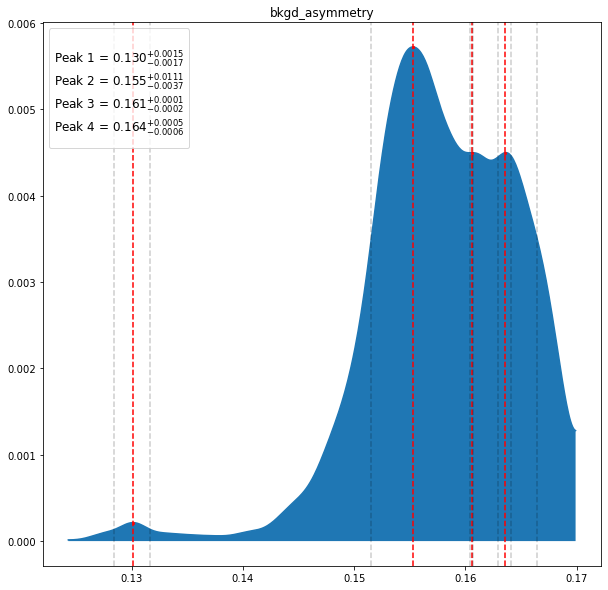 bkgd_asymmetry
Peak 1 = 0.130^{+0.0015}_{-0.0017}
Peak 2 = 0.155^{+0.0111}_{-0.0037}
Peak 3 = 0.161^{+0.0001}_{-0.0002}
Peak 4 = 0.164^{+0.0005}_{-0.0006}
0.006
0.005
0.004
0.003
0.002
0.001
0.000
0.13 0.14 0.15 0.16 0.17